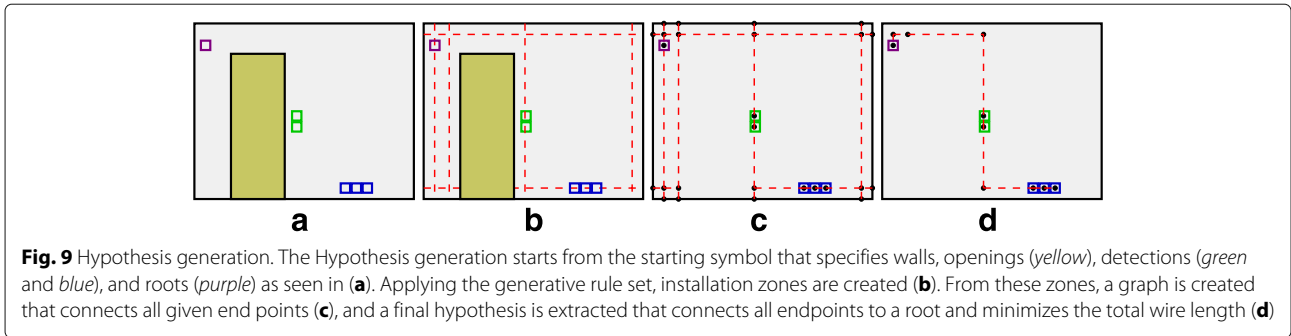 a b c d
Fig. 9 Hypothesis generation. The Hypothesis generation starts from the starting symbol that specifies walls, openings (yellow), detections (green
and blue), and roots (purple) as seen in (a). Applying the generative rule set, installation zones are created (b). From these zones, a graph is created
that connects all given end points (c), and a final hypothesis is extracted that connects all endpoints to a root and minimizes the total wire length (d)